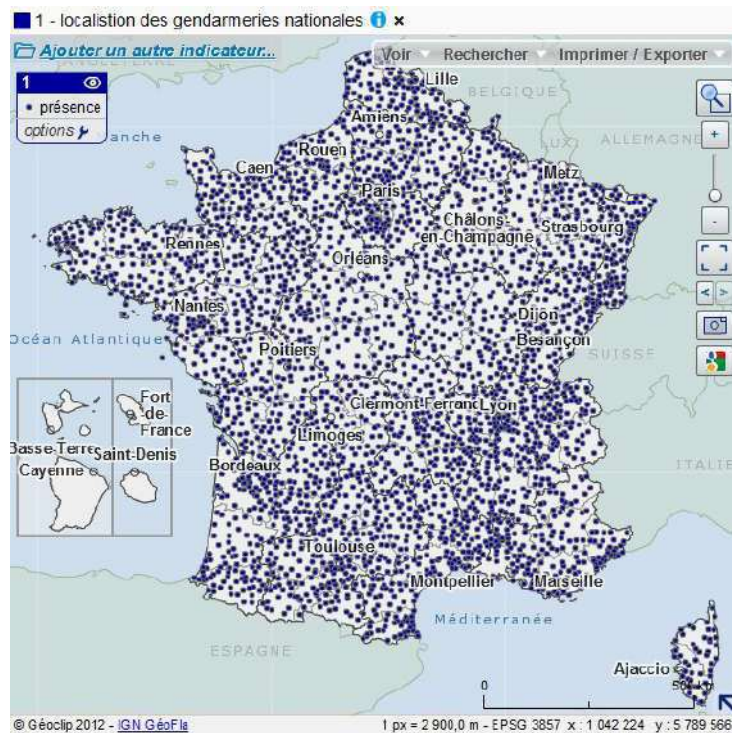 1 - localistion des gendarmeries nationales i ×
Ajouter un autre indicateur...
Voir Rechercher Imprimer / Exporter
1
présence
options
ANGLETERRE
Manche
Lille
BELGIQUE
Amiens
LUX
ALLEMAGNE
Rouen
Caen
Metz
Paris
Châlons-
en-Champagne
Strasbourg
Rennes
Orléans
Nantes
Dijon
Besançon
Océan Atlantique
Poitiers
SUISSE
Clermont-Ferrand
Lyon
Fort
de-
France
Limoges
Basse-Terre
Saint-Denis
Cayenne
Bordeaux
ITALIE
Toulouse
Montpellier
Marseille
Méditerranée
ESPAGNE
Ajaccio
0
© Géoclip 2012 - IGN GéoFla
1 px = 2 900,0 m - EPSG 3857 x : 1 042 224 y : 5 789 566